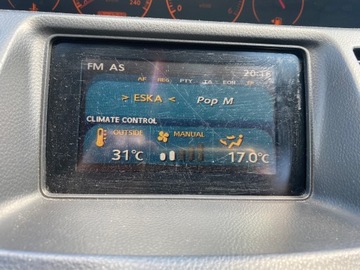 240
FM AS 20:16
AF REG PTY TA EON TP
> ESKA < Pop M
CLIMATE CONTROL
OUTSIDE MANUAL
31°C 17.0°C